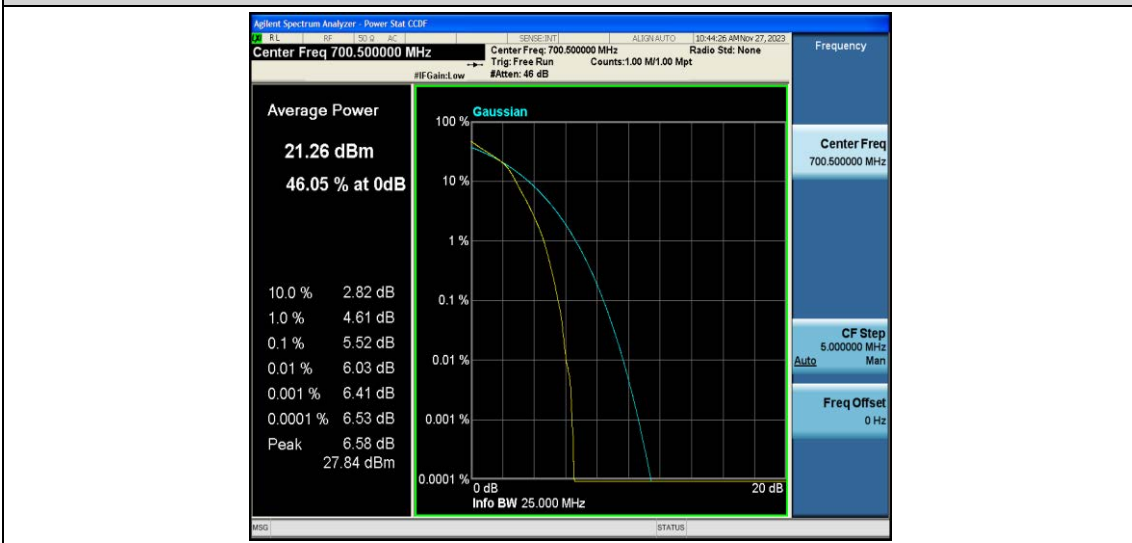 Agilent Spectrum Analyzer - Power Stat CCDF
RL RF 50 Ω AC SENSE:INT ALIGN AUTO 10:44:26 AM Nov 27, 2023
Center Freq 700.500000 MHz
Center Freq: 700.500000 MHz Radio Std: None
Trig: Free Run Counts:1.00 M/1.00 Mpt
#IFGain:Low #Atten: 46 dB
Frequency
Average Power
21.26 dBm
46.05 % at 0dB
10.0 % 2.82 dB
1.0 % 4.61 dB
0.1 % 5.52 dB
0.01 % 6.03 dB
0.001 % 6.41 dB
0.0001 % 6.53 dB
Peak 6.58 dB
27.84 dBm
Gaussian
100 %
10 %
1 %
0.1 %
0.01 %
0.001 %
0.0001 %
0 dB 20 dB
Info BW 25.000 MHz
Center Freq
700.500000 MHz
CF Step
5.000000 MHz
Auto Man
Freq Offset
0 Hz
MSG STATUS